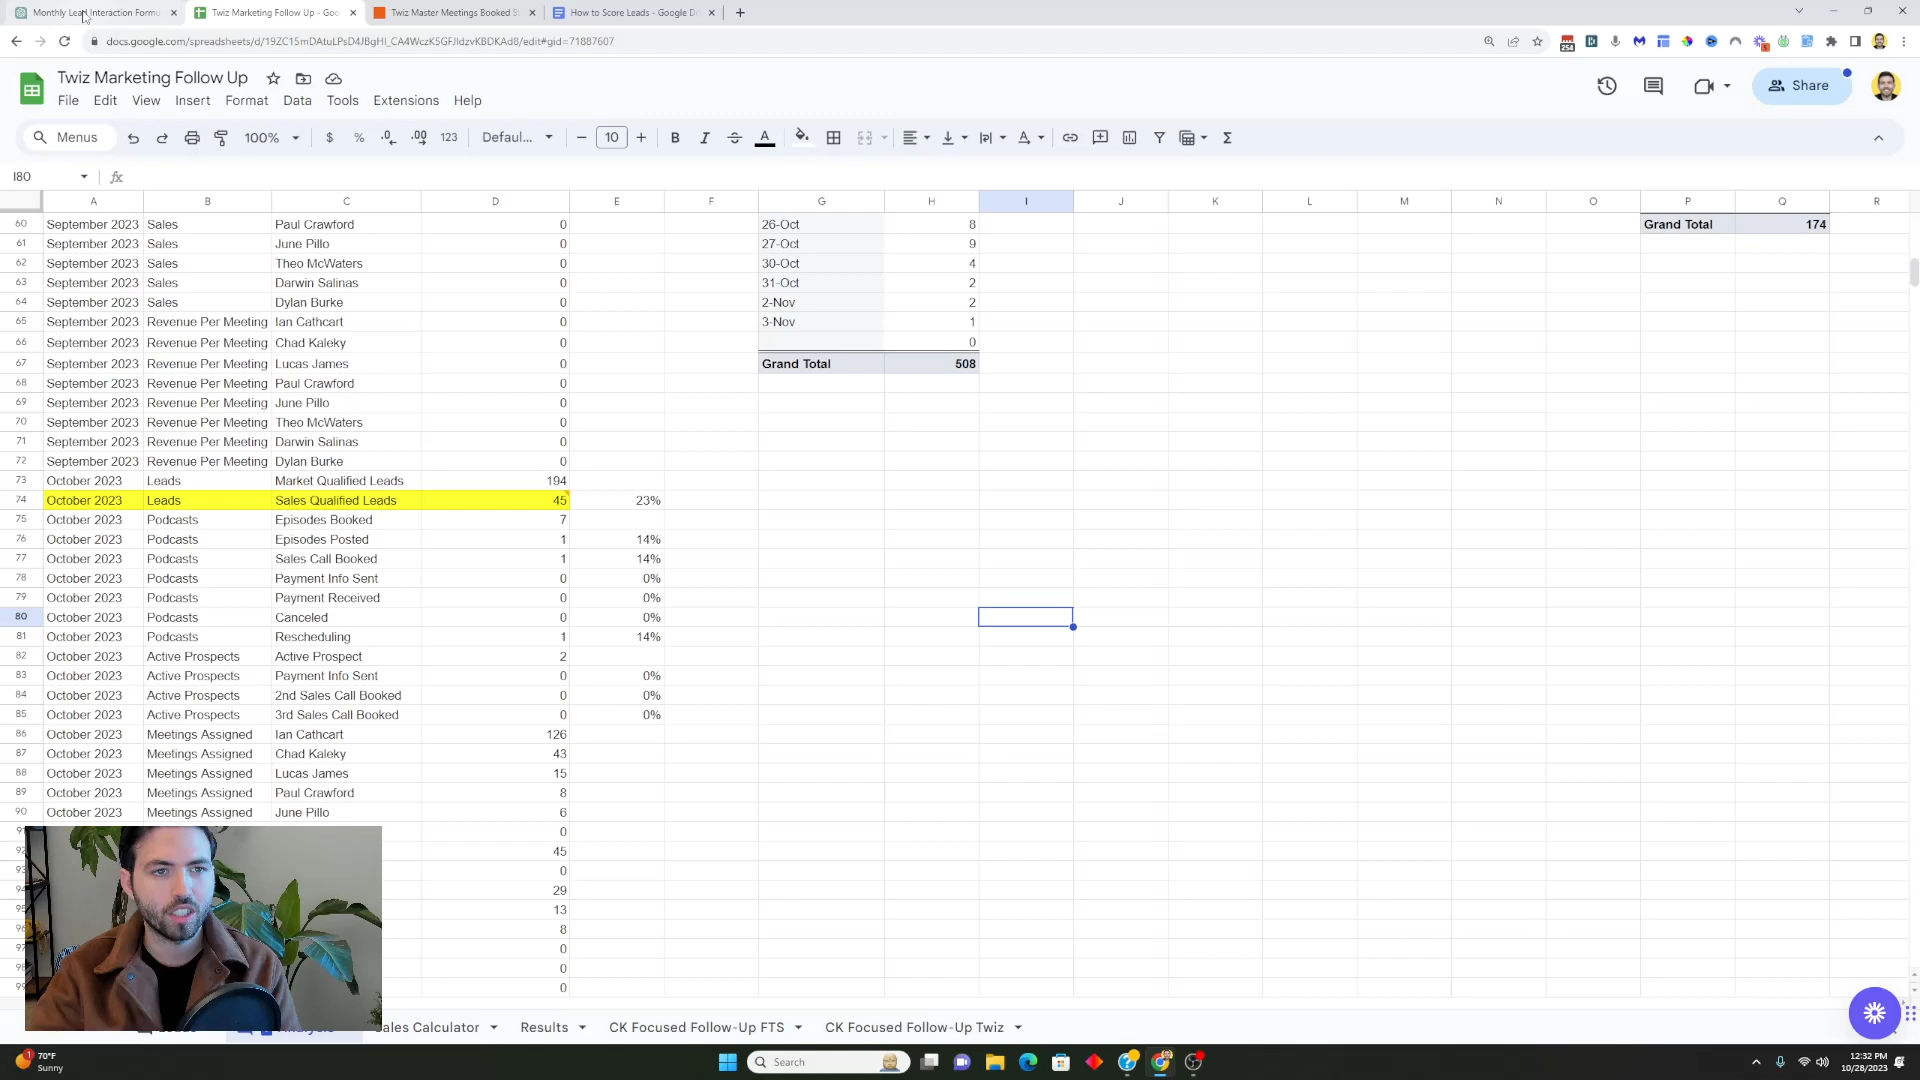 Monthly Lead Interaction Formu
Twiz Marketing Follow Up - Goo
Twiz Master Meetings Booked S
How to Score Leads - Google D
docs.google.com/spreadsheets/d/19ZC15mDAtuLPsD4JBgHI_CA4WczK5GFJIdzvKBDKAd8/edit#gid=71887607
Twiz Marketing Follow Up
File Edit View Insert Format Data Tools Extensions Help
Share
Menus 100% $ % .0 .00 123 Defaul... 10 B I A
I80 fx
A B C D E F G H I J K L M N O P Q R
60 September 2023 Sales Paul Crawford 0 26-Oct 8 Grand Total 174
61 September 2023 Sales June Pillo 0 27-Oct 9
62 September 2023 Sales Theo McWaters 0 30-Oct 4
63 September 2023 Sales Darwin Salinas 0 31-Oct 2
64 September 2023 Sales Dylan Burke 0 2-Nov 2
65 September 2023 Revenue Per Meeting Ian Cathcart 0 3-Nov 1
66 September 2023 Revenue Per Meeting Chad Kaleky 0 0
67 September 2023 Revenue Per Meeting Lucas James 0 Grand Total 508
68 September 2023 Revenue Per Meeting Paul Crawford 0
69 September 2023 Revenue Per Meeting June Pillo 0
70 September 2023 Revenue Per Meeting Theo McWaters 0
71 September 2023 Revenue Per Meeting Darwin Salinas 0
72 September 2023 Revenue Per Meeting Dylan Burke 0
73 October 2023 Leads Market Qualified Leads 194
74 October 2023 Leads Sales Qualified Leads 45 23%
75 October 2023 Podcasts Episodes Booked 7
76 October 2023 Podcasts Episodes Posted 1 14%
77 October 2023 Podcasts Sales Call Booked 1 14%
78 October 2023 Podcasts Payment Info Sent 0 0%
79 October 2023 Podcasts Payment Received 0 0%
80 October 2023 Podcasts Canceled 0 0%
81 October 2023 Podcasts Rescheduling 1 14%
82 October 2023 Active Prospects Active Prospect 2
83 October 2023 Active Prospects Payment Info Sent 0 0%
84 October 2023 Active Prospects 2nd Sales Call Booked 0 0%
85 October 2023 Active Prospects 3rd Sales Call Booked 0 0%
86 October 2023 Meetings Assigned Ian Cathcart 126
87 October 2023 Meetings Assigned Chad Kaleky 43
88 October 2023 Meetings Assigned Lucas James 15
89 October 2023 Meetings Assigned Paul Crawford 8
90 October 2023 Meetings Assigned June Pillo 6
0
45
0
29
13
8
0
0
0
ales Calculator Results CK Focused Follow-Up FTS CK Focused Follow-Up Twiz
70°F
Sunny
Search
12:32 PM
10/28/2023